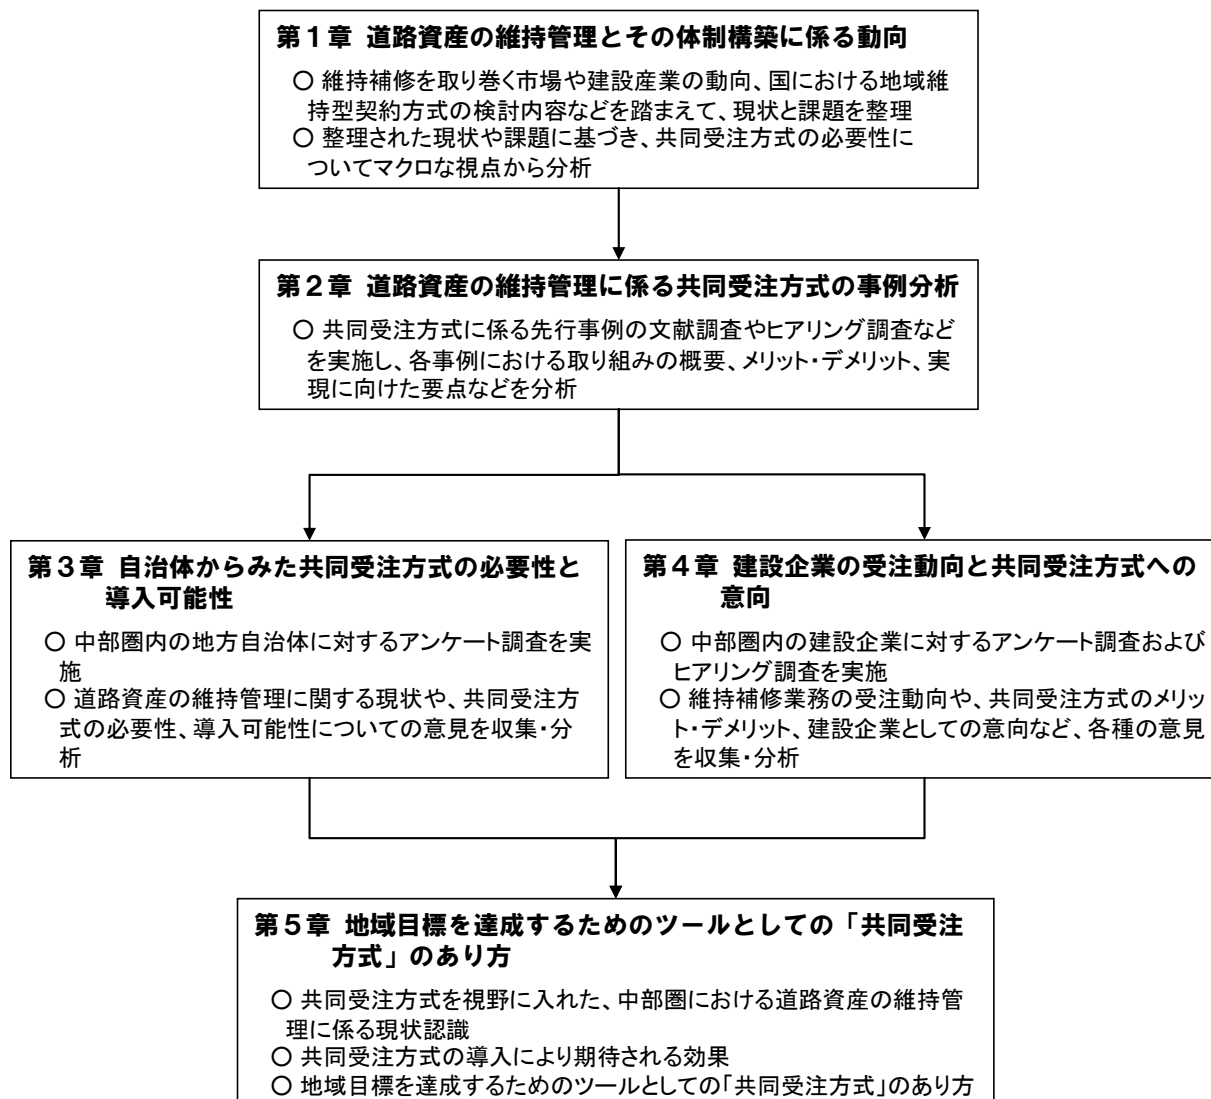 第１章 道路資産の維持管理とその体制構築に係る動向
○ 維持補修を取り巻く市場や建設産業の動向、国における地域維
持型契約方式の検討内容などを踏まえて、現状と課題を整理
○ 整理された現状や課題に基づき、共同受注方式の必要性に
ついてマクロな視点から分析
第２章 道路資産の維持管理に係る共同受注方式の事例分析
○ 共同受注方式に係る先行事例の文献調査やヒアリング調査など
を実施し、各事例における取り組みの概要、メリット・デメリット、実
現に向けた要点などを分析
第３章 自治体からみた共同受注方式の必要性と
導入可能性
○ 中部圏内の地方自治体に対するアンケート調査を実
施
○ 道路資産の維持管理に関する現状や、共同受注方
式の必要性、導入可能性についての意見を収集・分
析
第４章 建設企業の受注動向と共同受注方式への
意向
○ 中部圏内の建設企業に対するアンケート調査および
ヒアリング調査を実施
○ 維持補修業務の受注動向や、共同受注方式のメリッ
ト・デメリット、建設企業としての意向など、各種の意見
を収集・分析
第５章 地域目標を達成するためのツールとしての「共同受注
方式」のあり方
○ 共同受注方式を視野に入れた、中部圏における道路資産の維持管
理に係る現状認識
○ 共同受注方式の導入により期待される効果
○ 地域目標を達成するためのツールとしての「共同受注方式」のあり方